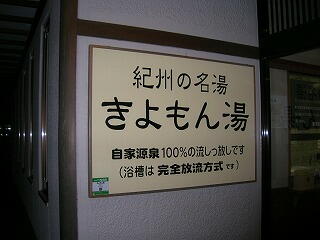 紀州の名湯
きよもん湯
自家源泉100%の流しっ放しです
(浴槽は 完全放流方式 です)